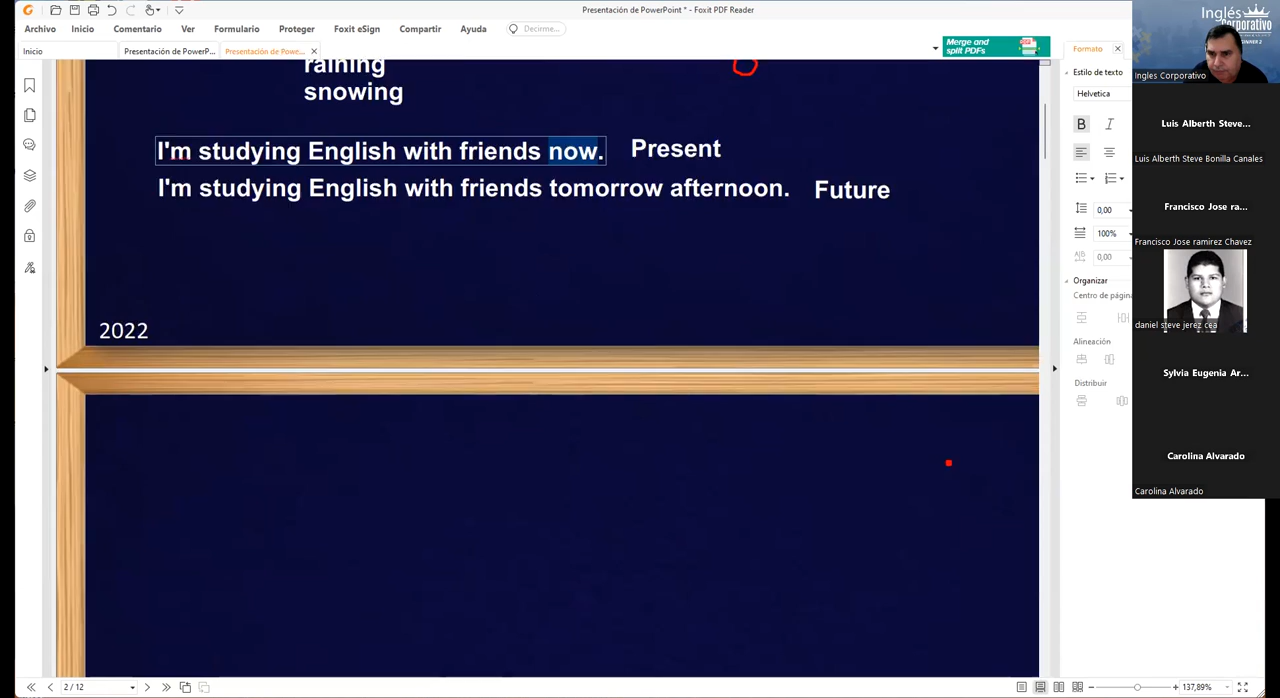 Presentación de PowerPoint * - Foxit PDF Reader
Archivo Inicio Comentario Ver Formulario Proteger Foxit eSign Compartir Ayuda Decirme...
Inicio Presentación de PowerP... Presentación de Powe...
Merge and
split PDFs
Formato
Estilo de texto
Helvetica
B I
0,00
100%
0,00
Organizar
Centro de págin
Alineación
Distribuir
raining
snowing
I'm studying English with friends now. Present
I'm studying English with friends tomorrow afternoon. Future
2022
Inglés
Corporativo
Ingles Corporativo
Luis Alberth Steve...
Luis Alberth Steve Bonilla Canales
Francisco Jose ra...
Francisco Jose ramirez Chavez
daniel steve jerez cea
Sylvia Eugenia Ar...
Carolina Alvarado
Carolina Alvarado
2 / 12
137,89%